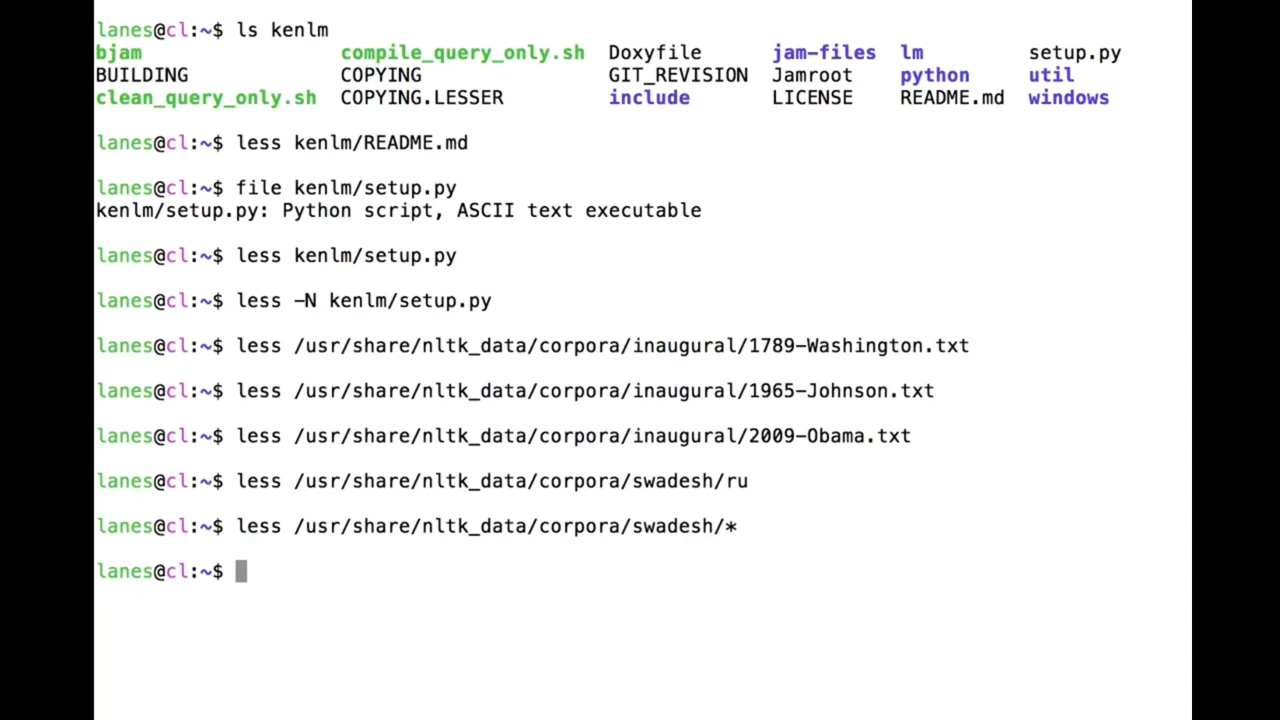 lanes@cl:~$ ls kenlm
bjam compile_query_only.sh Doxyfile jam-files lm setup.py
BUILDING COPYING GIT_REVISION Jamroot python util
clean_query_only.sh COPYING.LESSER include LICENSE README.md windows
lanes@cl:~$ less kenlm/README.md
lanes@cl:~$ file kenlm/setup.py
kenlm/setup.py: Python script, ASCII text executable
lanes@cl:~$ less kenlm/setup.py
lanes@cl:~$ less -N kenlm/setup.py
lanes@cl:~$ less /usr/share/nltk_data/corpora/inaugural/1789-Washington.txt
lanes@cl:~$ less /usr/share/nltk_data/corpora/inaugural/1965-Johnson.txt
lanes@cl:~$ less /usr/share/nltk_data/corpora/inaugural/2009-Obama.txt
lanes@cl:~$ less /usr/share/nltk_data/corpora/swadesh/ru
lanes@cl:~$ less /usr/share/nltk_data/corpora/swadesh/*
lanes@cl:~$